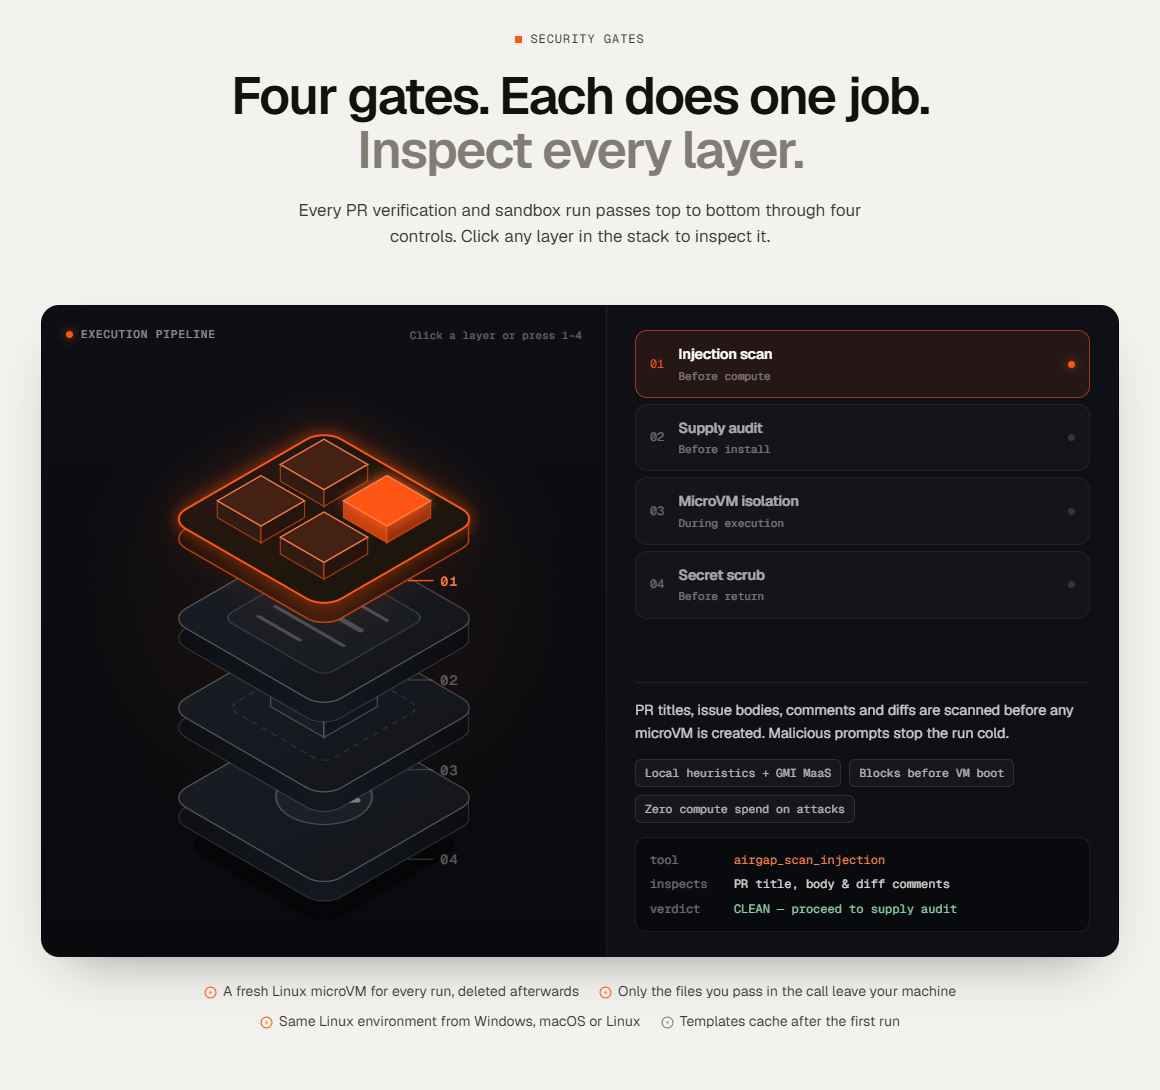 SECURITY GATES
Four gates. Each does one job.
Inspect every layer.
Every PR verification and sandbox run passes top to bottom through four
controls. Click any layer in the stack to inspect it.
EXECUTION PIPELINE
Click a layer or press 1–4
01
02
03
04
01
Injection scan
Before compute
02
Supply audit
Before install
03
MicroVM isolation
During execution
04
Secret scrub
Before return
PR titles, issue bodies, comments and diffs are scanned before any
microVM is created. Malicious prompts stop the run cold.
Local heuristics + GMI MaaS
Blocks before VM boot
Zero compute spend on attacks
tool airgap_scan_injection
inspects PR title, body & diff comments
verdict CLEAN — proceed to supply audit
A fresh Linux microVM for every run, deleted afterwards
Only the files you pass in the call leave your machine
Same Linux environment from Windows, macOS or Linux
Templates cache after the first run